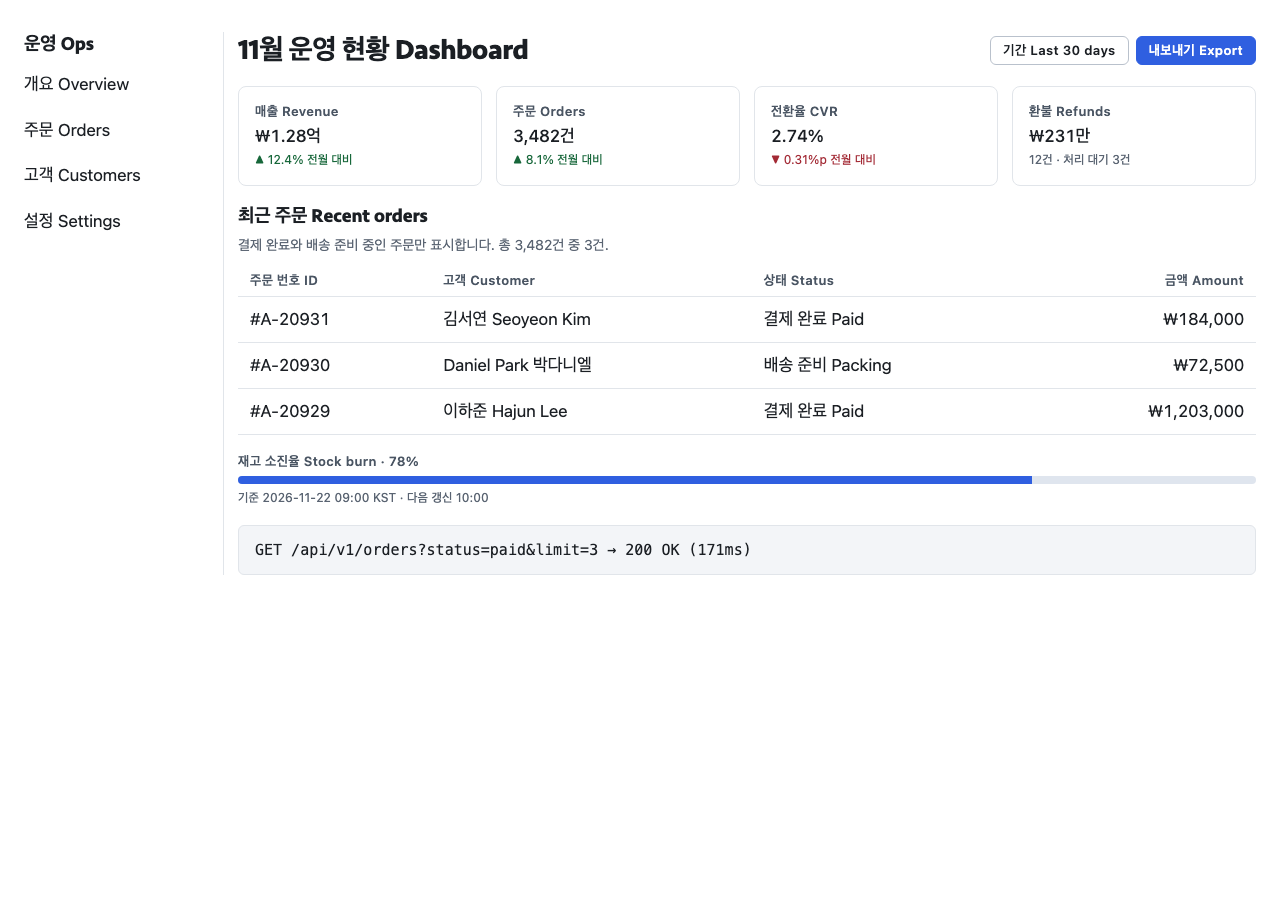 운영 Ops
개요 Overview
주문 Orders
고객 Customers
설정 Settings
11월 운영 현황 Dashboard
기간 Last 30 days
내보내기 Export
매출 Revenue
₩1.28억
▲ 12.4% 전월 대비
주문 Orders
3,482건
▲ 8.1% 전월 대비
전환율 CVR
2.74%
▼ 0.31%p 전월 대비
환불 Refunds
₩231만
12건 · 처리 대기 3건
최근 주문 Recent orders
결제 완료와 배송 준비 중인 주문만 표시합니다. 총 3,482건 중 3건.
주문 번호 ID 고객 Customer 상태 Status 금액 Amount
#A-20931 김서연 Seoyeon Kim 결제 완료 Paid ₩184,000
#A-20930 Daniel Park 박다니엘 배송 준비 Packing ₩72,500
#A-20929 이하준 Hajun Lee 결제 완료 Paid ₩1,203,000
재고 소진율 Stock burn · 78%
기준 2026-11-22 09:00 KST · 다음 갱신 10:00
GET /api/v1/orders?status=paid&limit=3 → 200 OK (171ms)